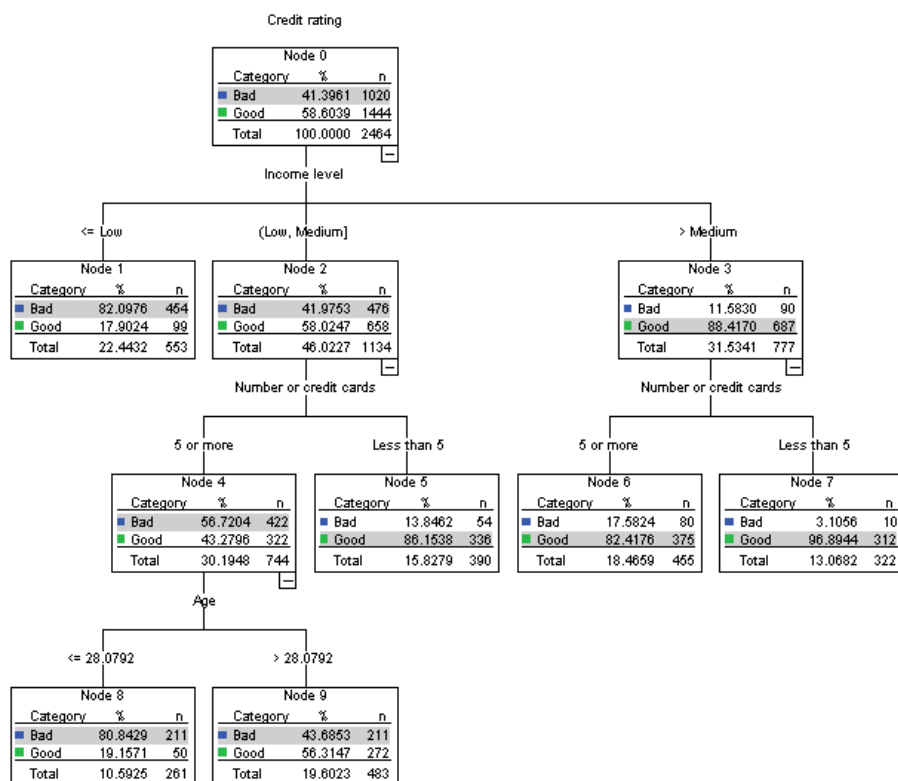 Credit rating
Node 0
Category % n
Bad 41.3961 1020
Good 58.6039 1444
Total 100.0000 2464
Income level
<= Low
(Low, Medium]
> Medium
Node 1
Category % n
Bad 82.0976 454
Good 17.9024 99
Total 22.4432 553
Node 2
Category % n
Bad 41.9753 476
Good 58.0247 658
Total 46.0227 1134
Node 3
Category % n
Bad 11.5830 90
Good 88.4170 687
Total 31.5341 777
Number or credit cards
Number or credit cards
5 or more
Less than 5
5 or more
Less than 5
Node 4
Category % n
Bad 56.7204 422
Good 43.2796 322
Total 30.1948 744
Node 5
Category % n
Bad 13.8462 54
Good 86.1538 336
Total 15.8279 390
Node 6
Category % n
Bad 17.5824 80
Good 82.4176 375
Total 18.4659 455
Node 7
Category % n
Bad 3.1056 10
Good 96.8944 312
Total 13.0682 322
Age
<= 28.0792
> 28.0792
Node 8
Category % n
Bad 80.8429 211
Good 19.1571 50
Total 10.5925 261
Node 9
Category % n
Bad 43.6853 211
Good 56.3147 272
Total 19.6023 483